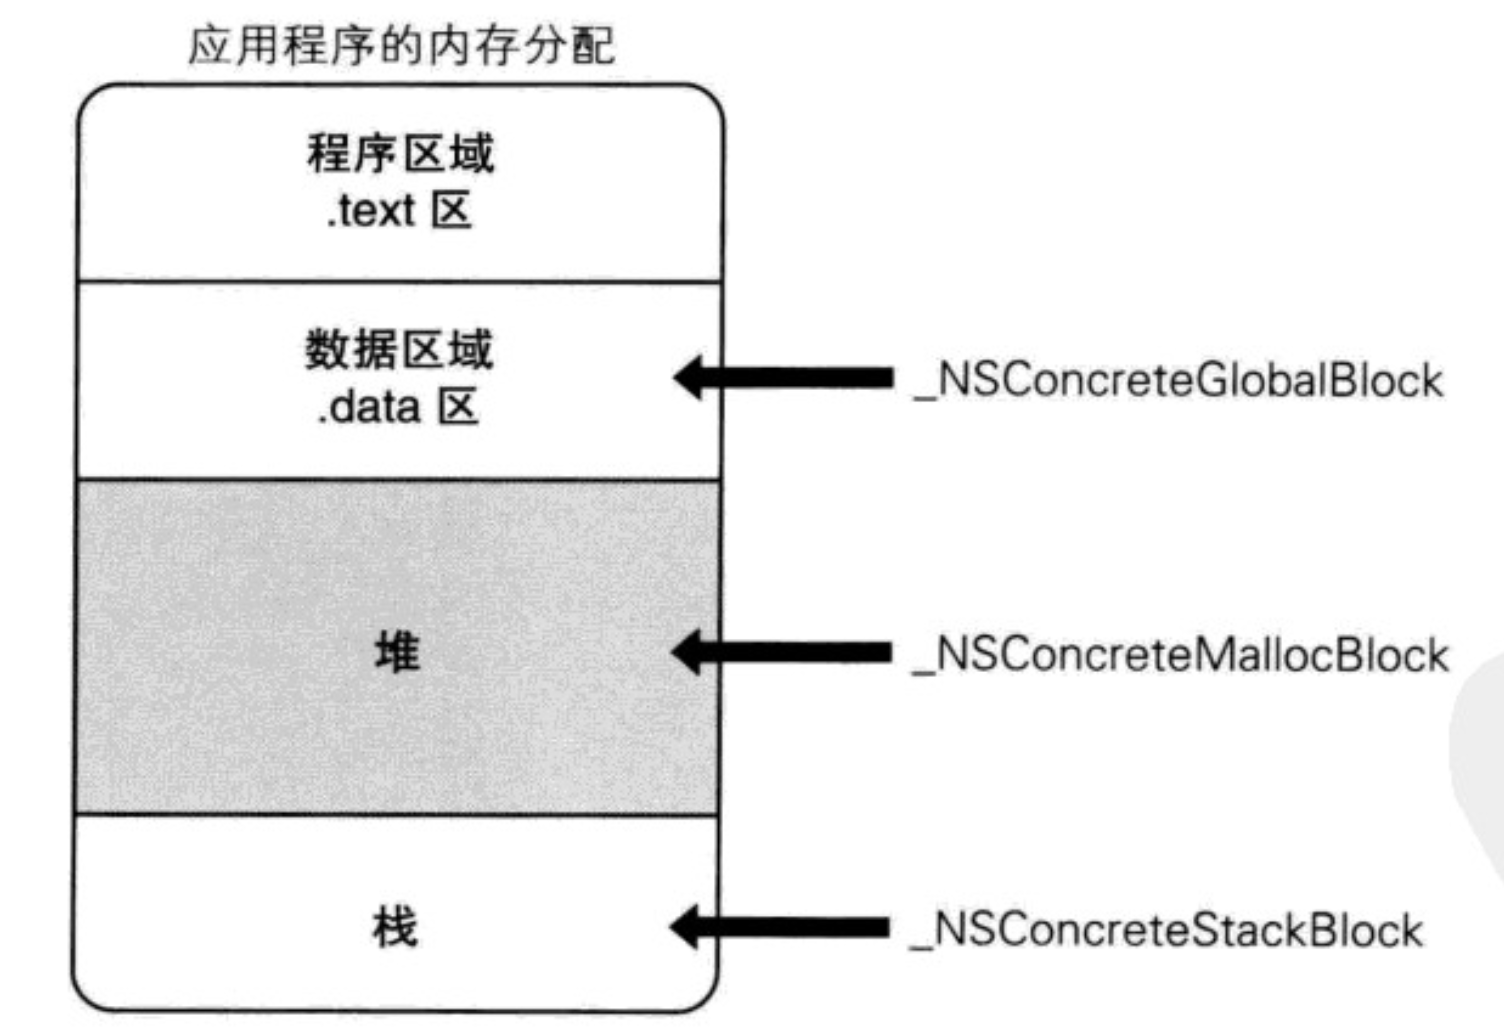 应用程序的内存分配
程序区域
.text 区
数据区域
.data 区
_NSConcreteGlobalBlock
堆
_NSConcreteMallocBlock
栈
_NSConcreteStackBlock